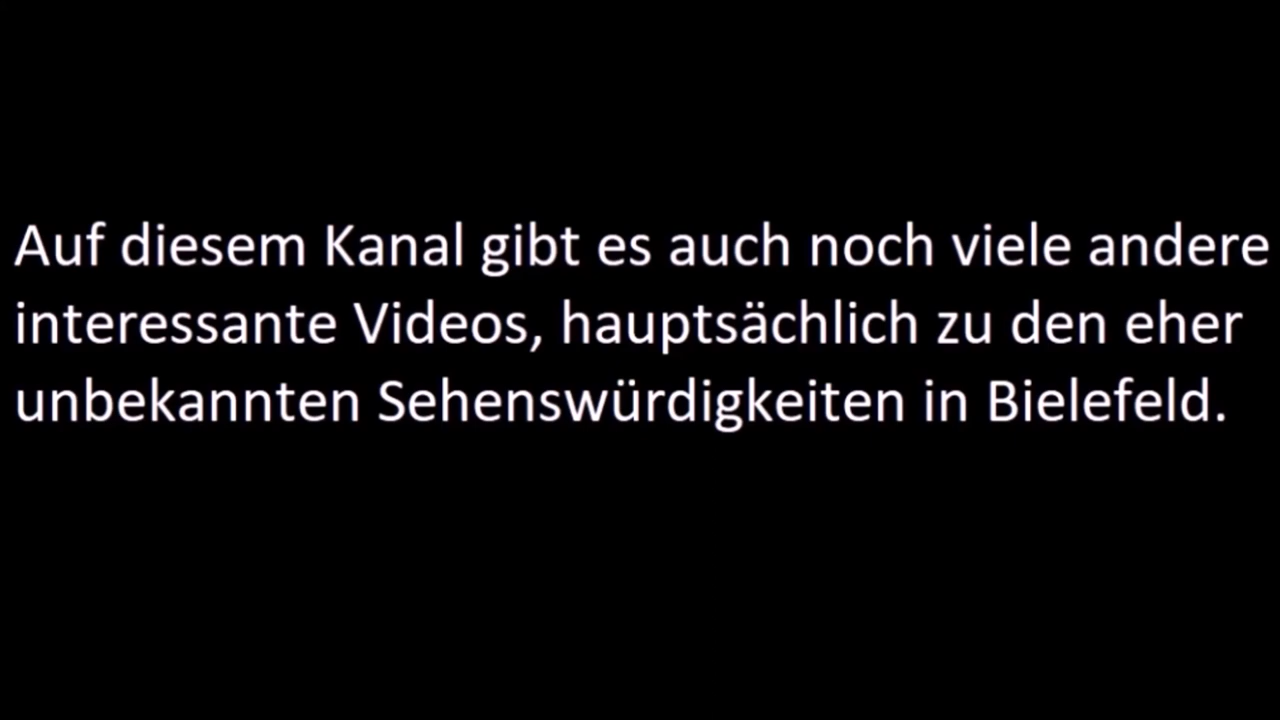 Auf diesem Kanal gibt es auch noch viele andere
interessante Videos, hauptsächlich zu den eher
unbekannten Sehenswürdigkeiten in Bielefeld.